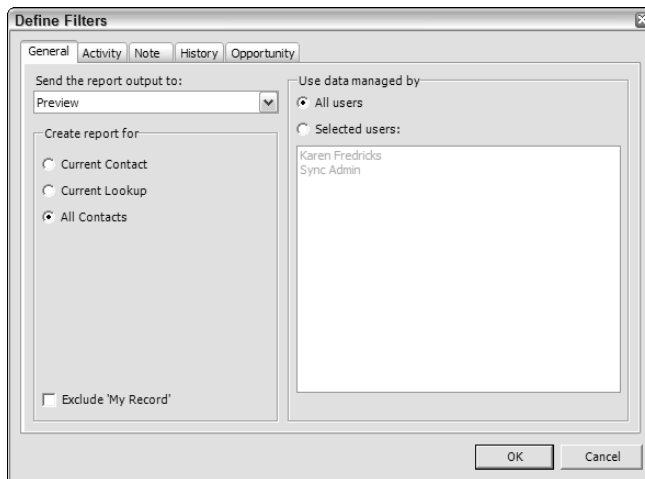 Define Filters
General Activity Note History Opportunity
Send the report output to:
Preview
Create report for
Current Contact
Current Lookup
All Contacts
Exclude 'My Record'
Use data managed by
All users
Selected users:
Karen Fredricks
Sync Admin
OK Cancel